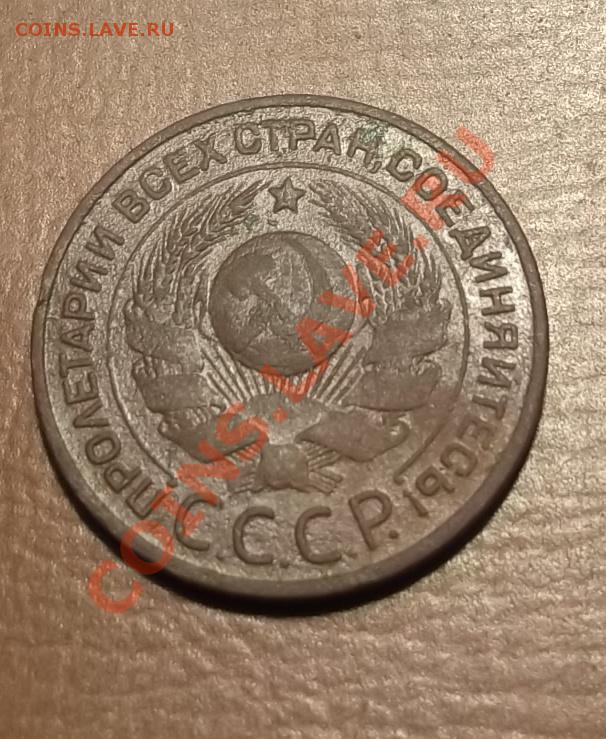 COINS.LAVE.RU
ПРОЛЕТАРИИ ВСЕХ СТРАН, СОЕДИНЯЙТЕСЬ!
С.С.С.Р.
COINS.LAVE.RU